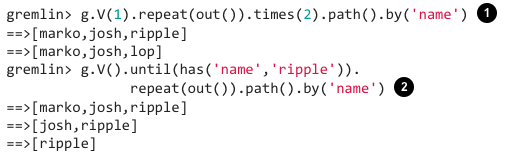 gremlin> g.V(1).repeat(out()).times(2).path().by('name') 1
==>[marko,josh,ripple]
==>[marko,josh,lop]
gremlin> g.V().until(has('name','ripple')).
               repeat(out()).path().by('name') 2
==>[marko,josh,ripple]
==>[josh,ripple]
==>[ripple]